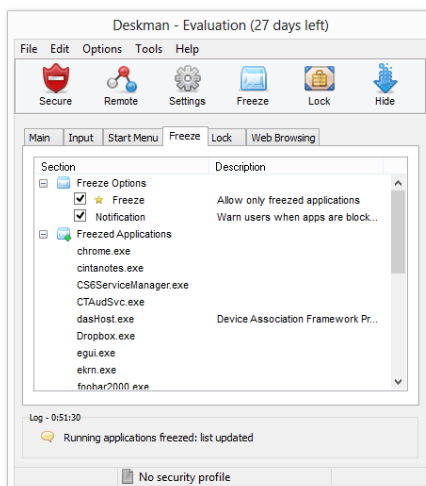 Deskman - Evaluation (27 days left)
File Edit Options Tools Help
Secure Remote Settings Freeze Lock Hide
Main Input Start Menu Freeze Lock Web Browsing
Section Description
Freeze Options
Freeze Allow only freezed applications
Notification Warn users when apps are block...
Freezed Applications
chrome.exe
cintanotes.exe
CS6ServiceManager.exe
CTAudSvc.exe
dasHost.exe Device Association Framework Pr...
Dropbox.exe
egui.exe
ekrn.exe
foobar2000.exe
Log - 0:51:30
Running applications freezed: list updated
No security profile